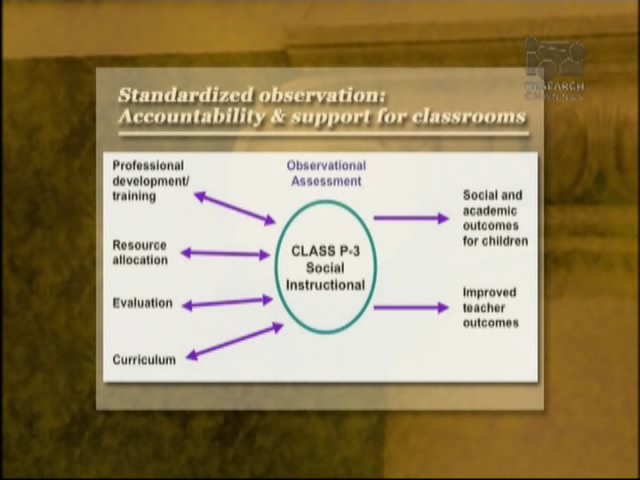 RESEARCH
Standardized observation:
Accountability & support for classrooms
Professional
development/
training
Observational
Assessment
Social and
academic
outcomes
for children
Resource
allocation
CLASS P-3
Social
Instructional
Evaluation
Improved
teacher
outcomes
Curriculum